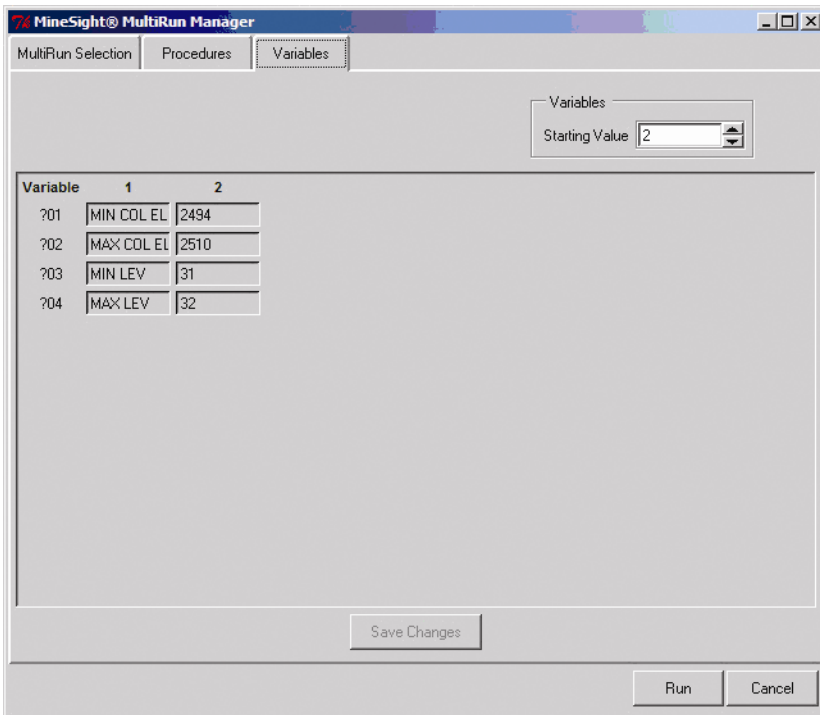 MineSight® MultiRun Manager
MultiRun Selection Procedures Variables
Variables
Starting Value 2
Variable 1 2
?01 MIN COL EL 2494
?02 MAX COL EL 2510
?03 MIN LEV 31
?04 MAX LEV 32
Save Changes
Run Cancel